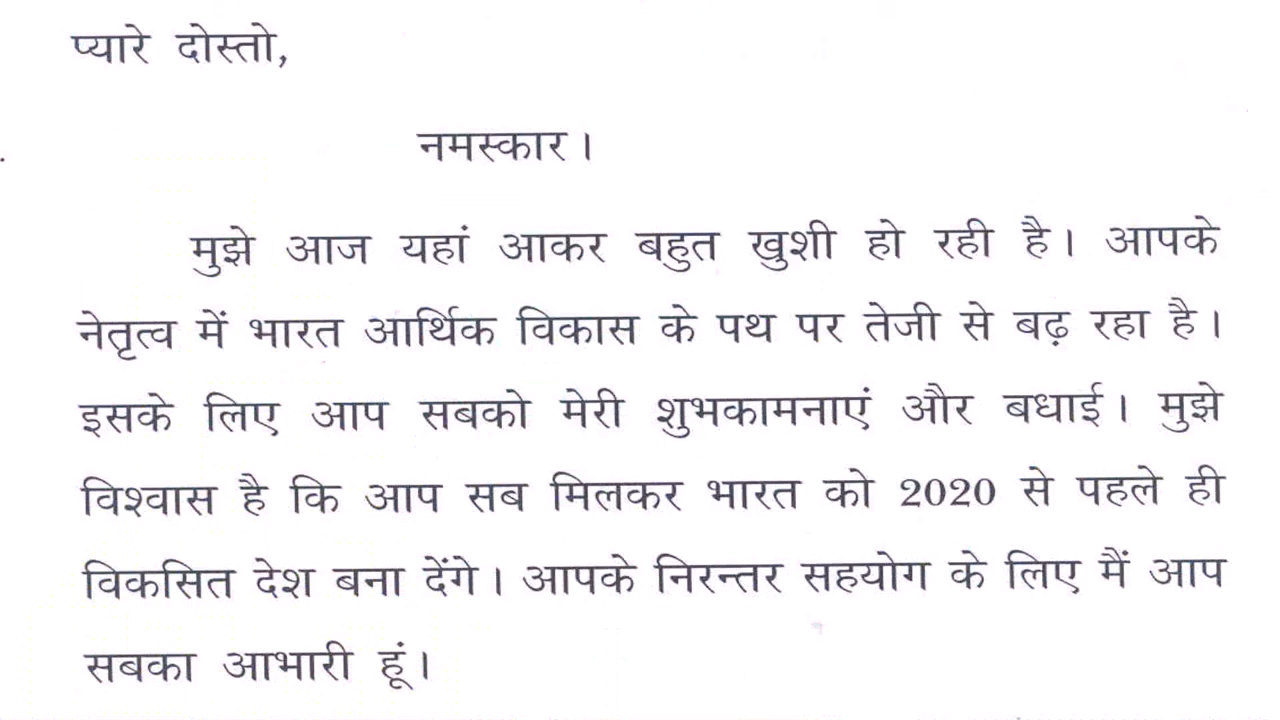 प्यारे दोस्तो,
नमस्कार।
मुझे आज यहां आकर बहुत खुशी हो रही है। आपके
नेतृत्व में भारत आर्थिक विकास के पथ पर तेजी से बढ़ रहा है।
इसके लिए आप सबको मेरी शुभकामनाएं और बधाई। मुझे
विश्वास है कि आप सब मिलकर भारत को 2020 से पहले ही
विकसित देश बना देंगे। आपके निरन्तर सहयोग के लिए मैं आप
सबका आभारी हूं।